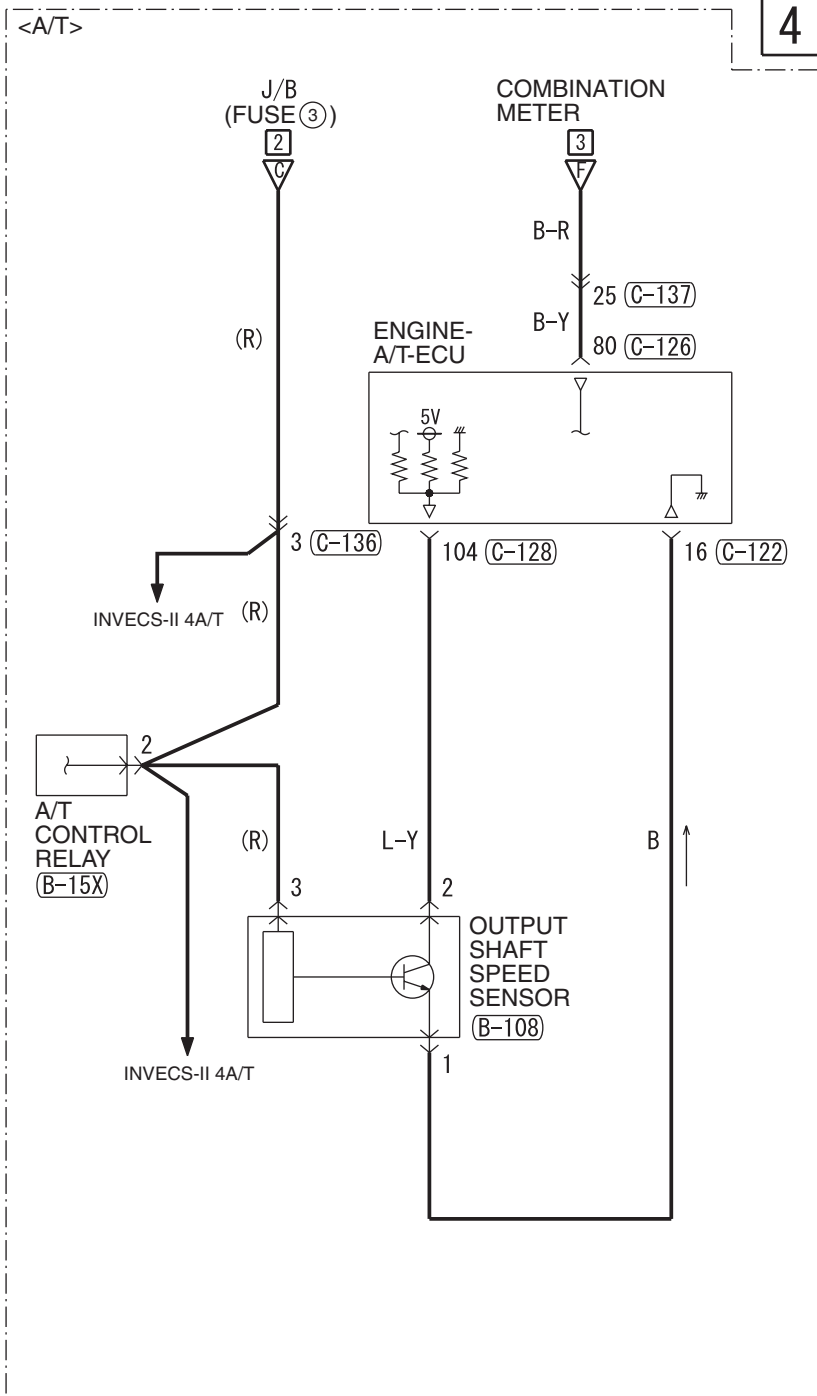 <A/T>
4
J/B
(FUSE ③)
2
C
COMBINATION
METER
3
F
B-R
25 (C-137)
B-Y
80 (C-126)
(R)
ENGINE-
A/T-ECU
5V
3 (C-136)
104 (C-128)
16 (C-122)
INVECS-II 4A/T
(R)
2
A/T
CONTROL
RELAY
(B-15X)
(R)
L-Y
B
3
2
OUTPUT
SHAFT
SPEED
SENSOR
(B-108)
1
INVECS-II 4A/T